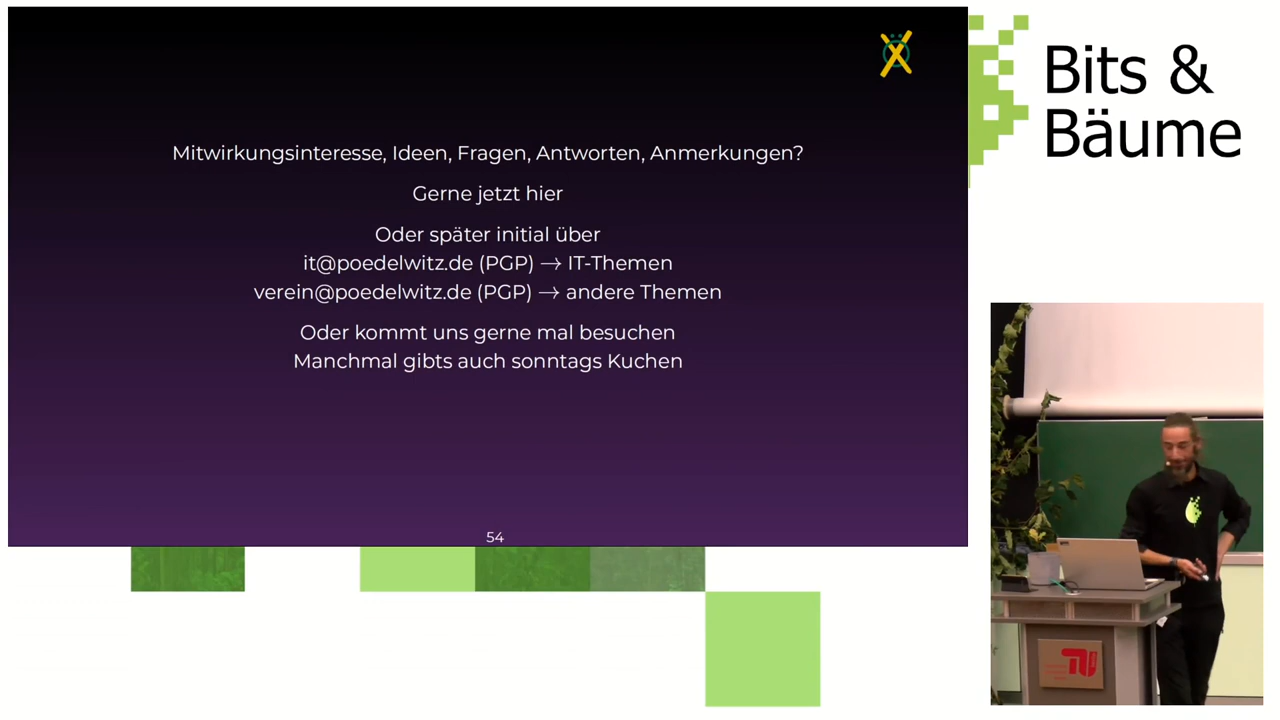 Mitwirkungsinteresse, Ideen, Fragen, Antworten, Anmerkungen?
Gerne jetzt hier
Oder später initial über
it@poedelwitz.de (PGP) → IT-Themen
verein@poedelwitz.de (PGP) → andere Themen
Oder kommt uns gerne mal besuchen
Manchmal gibts auch sonntags Kuchen
54
Bits &
Bäume